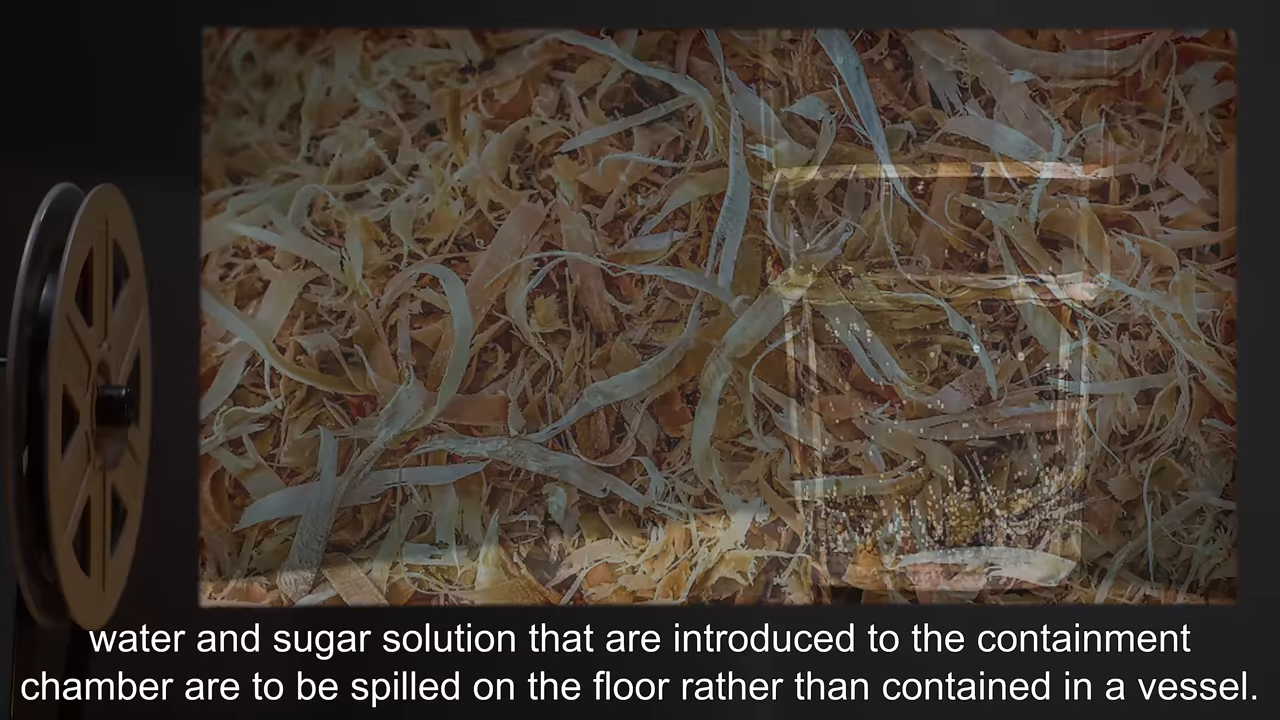 water and sugar solution that are introduced to the containment
chamber are to be spilled on the floor rather than contained in a vessel.